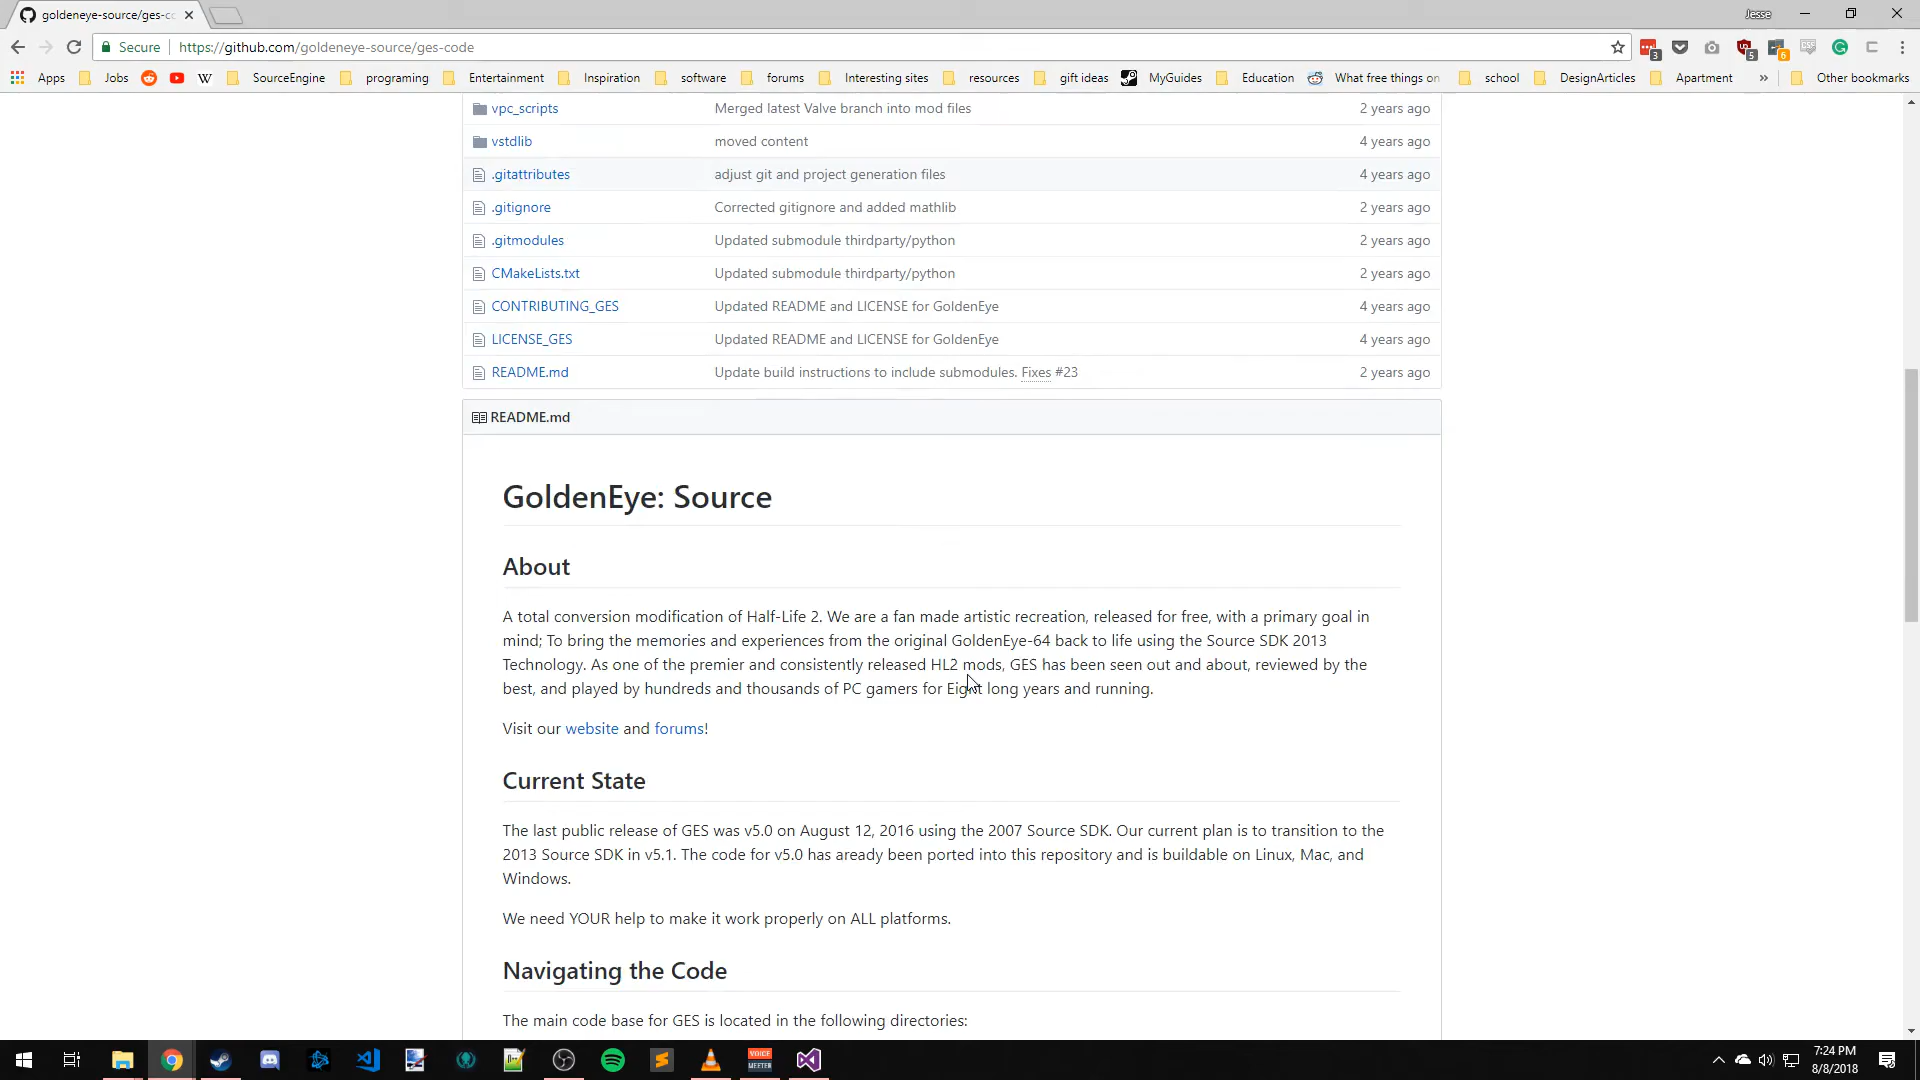 goldeneye-source/ges-cc
Jesse
Secure
https://github.com/goldeneye-source/ges-code
3
5
6
Apps
Jobs
W
SourceEngine
programing
Entertainment
Inspiration
software
forums
Interesting sites
resources
gift ideas
MyGuides
Education
What free things on
school
DesignArticles
Apartment
»
Other bookmarks
vpc_scripts Merged latest Valve branch into mod files 2 years ago
vstdlib moved content 4 years ago
.gitattributes adjust git and project generation files 4 years ago
.gitignore Corrected gitignore and added mathlib 2 years ago
.gitmodules Updated submodule thirdparty/python 2 years ago
CMakeLists.txt Updated submodule thirdparty/python 2 years ago
CONTRIBUTING_GES Updated README and LICENSE for GoldenEye 4 years ago
LICENSE_GES Updated README and LICENSE for GoldenEye 4 years ago
README.md Update build instructions to include submodules. Fixes #23 2 years ago
README.md
GoldenEye: Source
About
A total conversion modification of Half-Life 2. We are a fan made artistic recreation, released for free, with a primary goal in
mind; To bring the memories and experiences from the original GoldenEye-64 back to life using the Source SDK 2013
Technology. As one of the premier and consistently released HL2 mods, GES has been seen out and about, reviewed by the
best, and played by hundreds and thousands of PC gamers for Eight long years and running.
Visit our website and forums!
Current State
The last public release of GES was v5.0 on August 12, 2016 using the 2007 Source SDK. Our current plan is to transition to the
2013 Source SDK in v5.1. The code for v5.0 has aready been ported into this repository and is buildable on Linux, Mac, and
Windows.
We need YOUR help to make it work properly on ALL platforms.
Navigating the Code
The main code base for GES is located in the following directories:
VOICE
MEETER
7:24 PM
8/8/2018